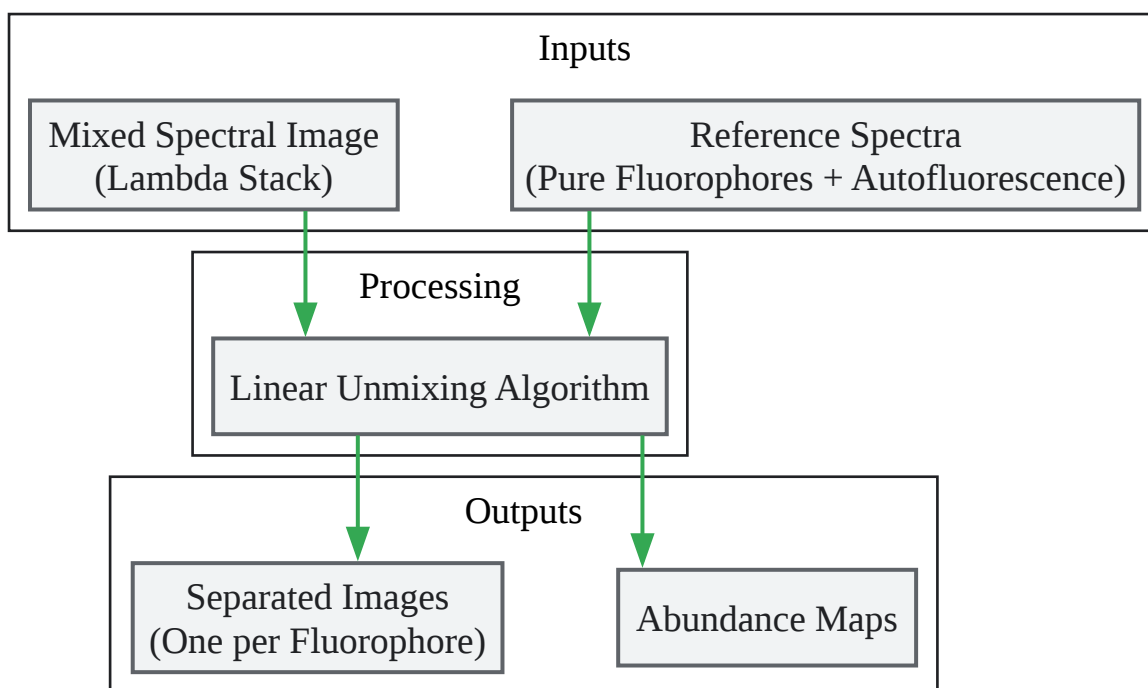 Inputs
Mixed Spectral Image
(Lambda Stack)
Reference Spectra
(Pure Fluorophores + Autofluorescence)
Processing
Linear Unmixing Algorithm
Outputs
Separated Images
(One per Fluorophore)
Abundance Maps